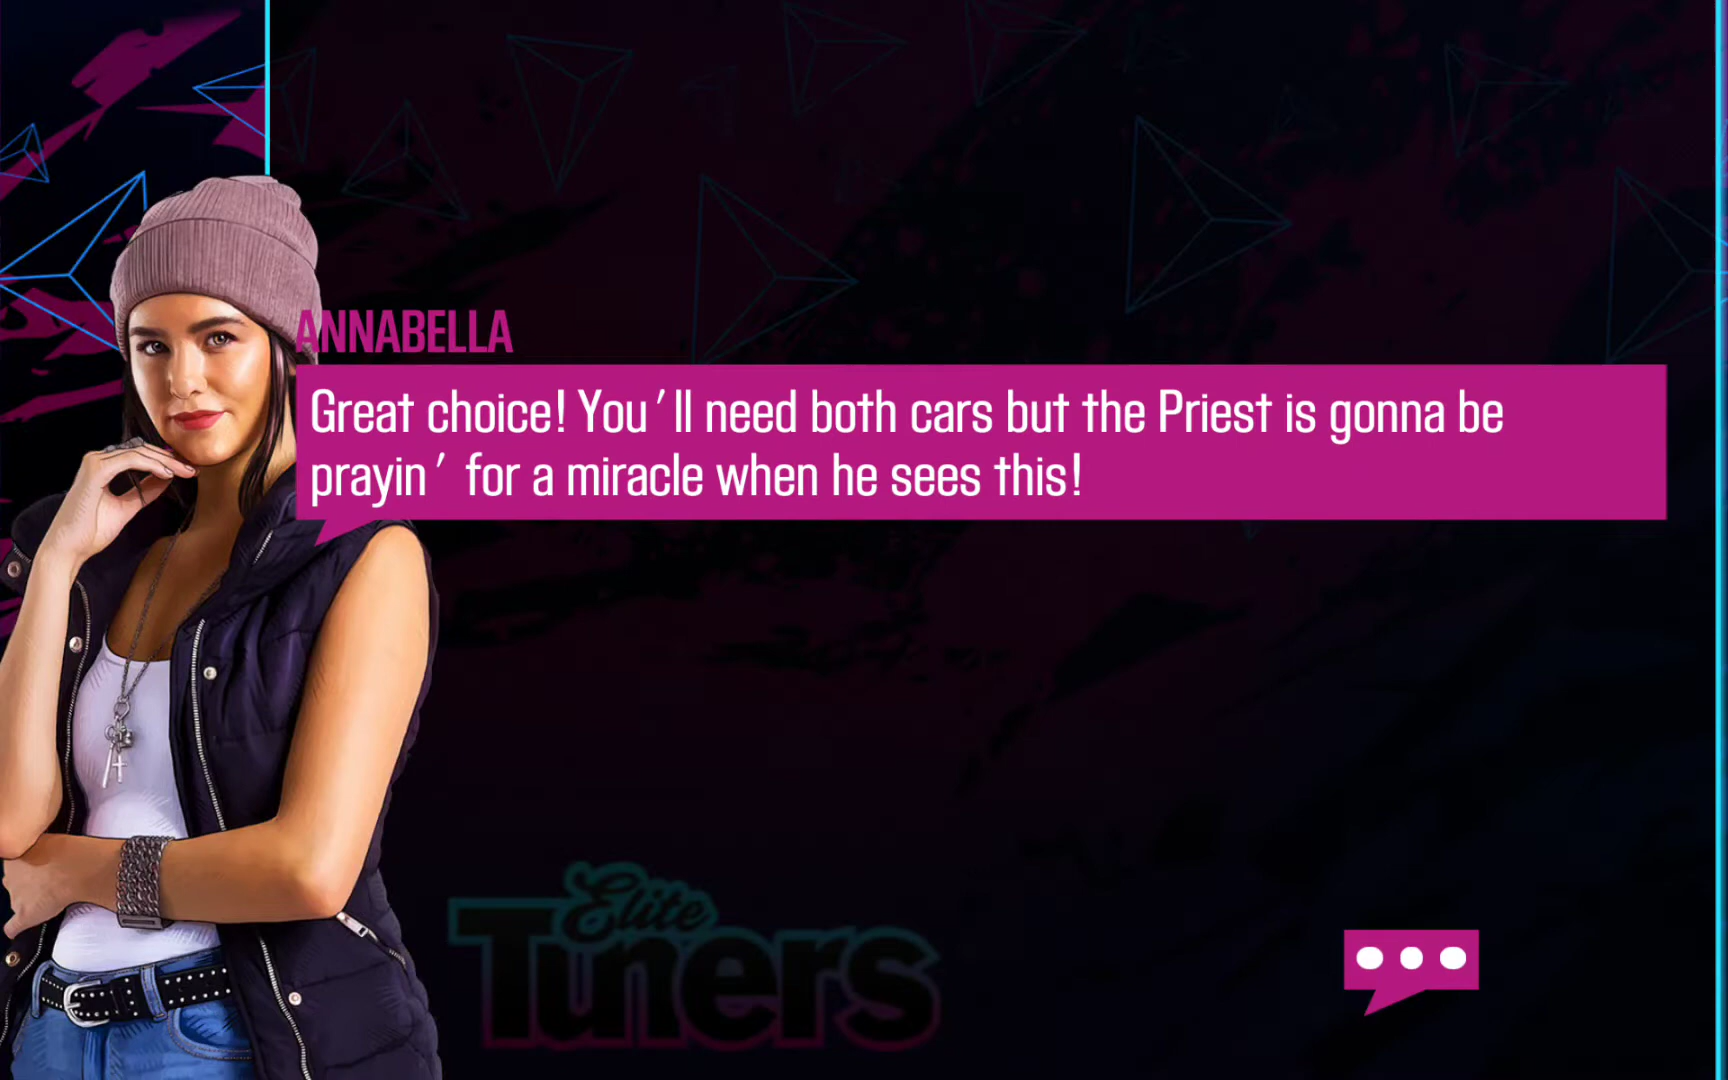 ANNABELLA
Great choice! You'll need both cars but the Priest is gonna be
prayin' for a miracle when he sees this!
Elite
Tuners